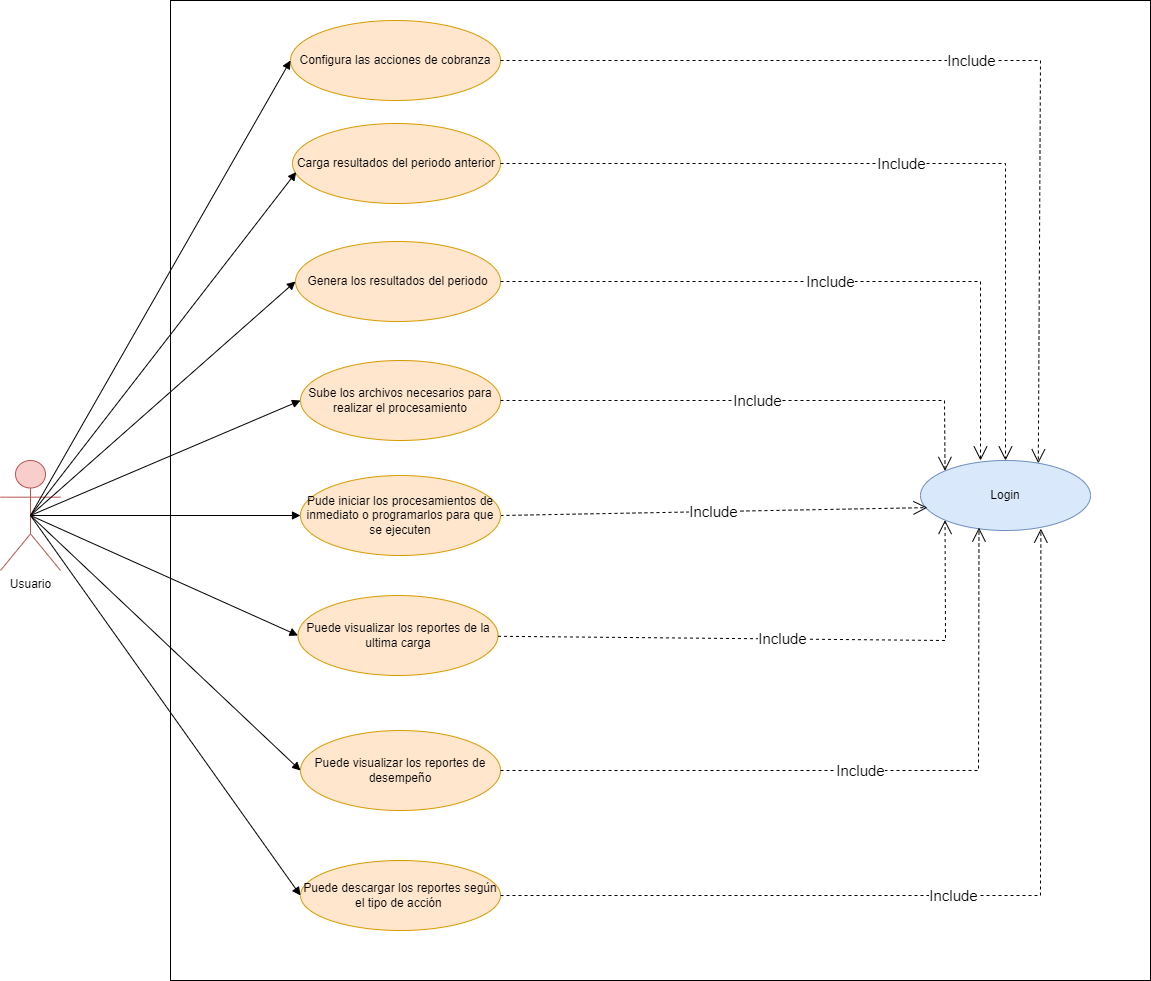 Configura las acciones de cobranza
Include
Carga resultados del periodo anterior
Include
Genera los resultados del periodo
Include
Sube los archivos necesarios para
realizar el procesamiento
Include
Pude iniciar los procesamientos de
inmediato o programarlos para que
se ejecuten
Include
Login
Usuario
Puede visualizar los reportes de la
ultima carga
Include
Puede visualizar los reportes de
desempeño
Include
Puede descargar los reportes según
el tipo de acción
Include